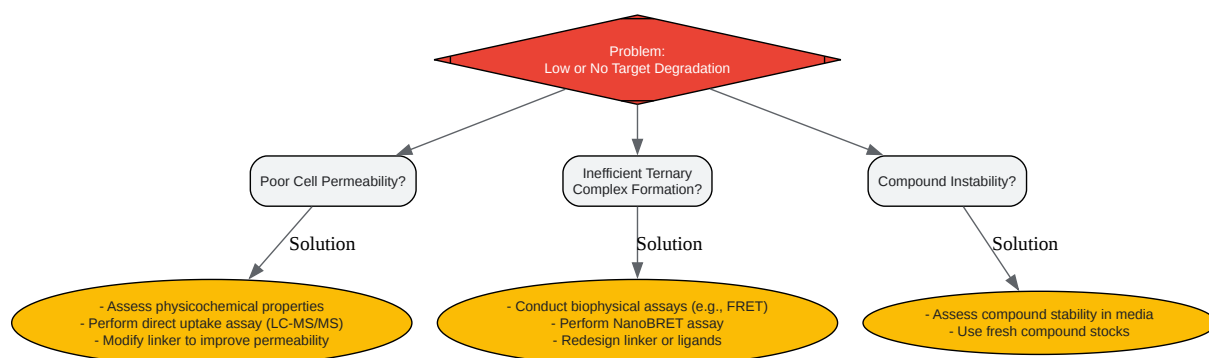 Problem:
Low or No Target Degradation
Poor Cell Permeability?
Inefficient Ternary
Complex Formation?
Compound Instability?
Solution
Solution
Solution
- Assess physicochemical properties
- Perform direct uptake assay (LC-MS/MS)
- Modify linker to improve permeability
- Conduct biophysical assays (e.g., FRET)
- Perform NanoBRET assay
- Redesign linker or ligands
- Assess compound stability in media
- Use fresh compound stocks